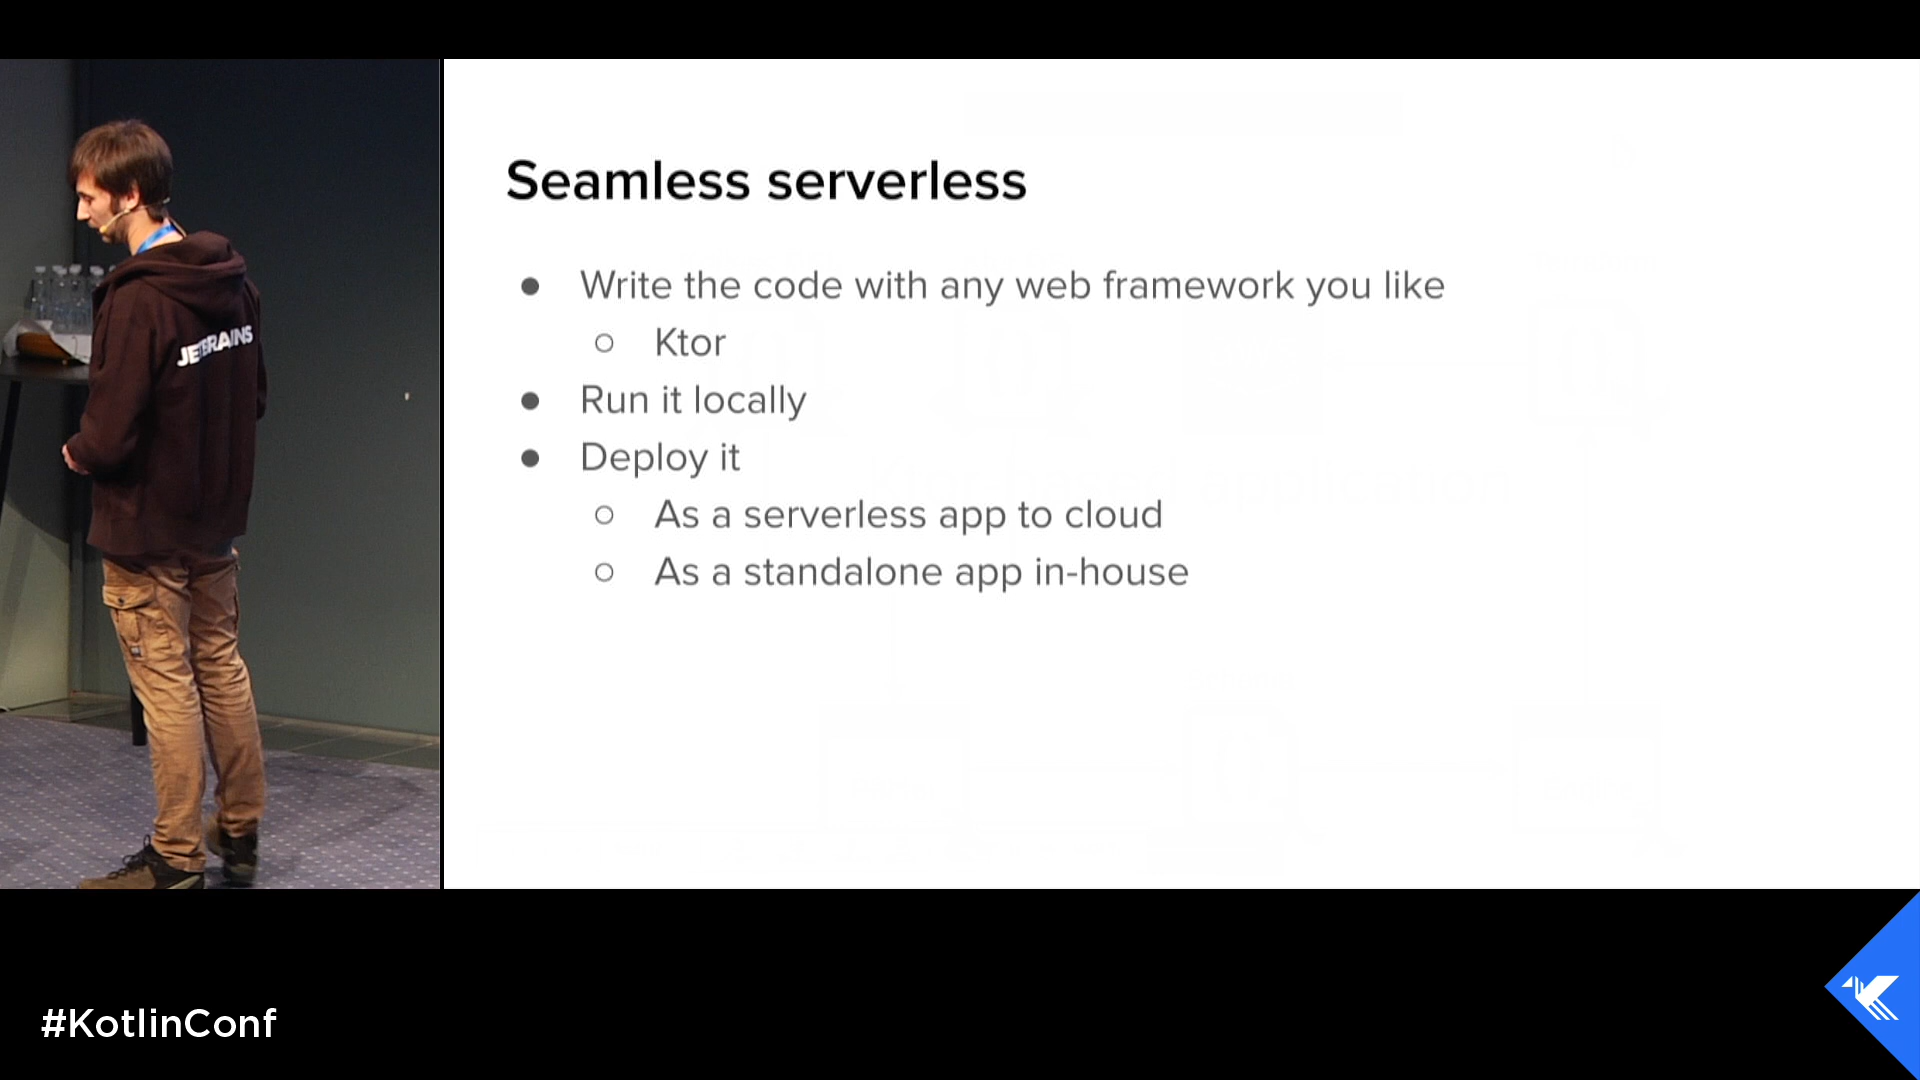 JETBRAINS
Seamless serverless
● Write the code with any web framework you like
○ Ktor
● Run it locally
● Deploy it
○ As a serverless app to cloud
○ As a standalone app in-house
#KotlinConf